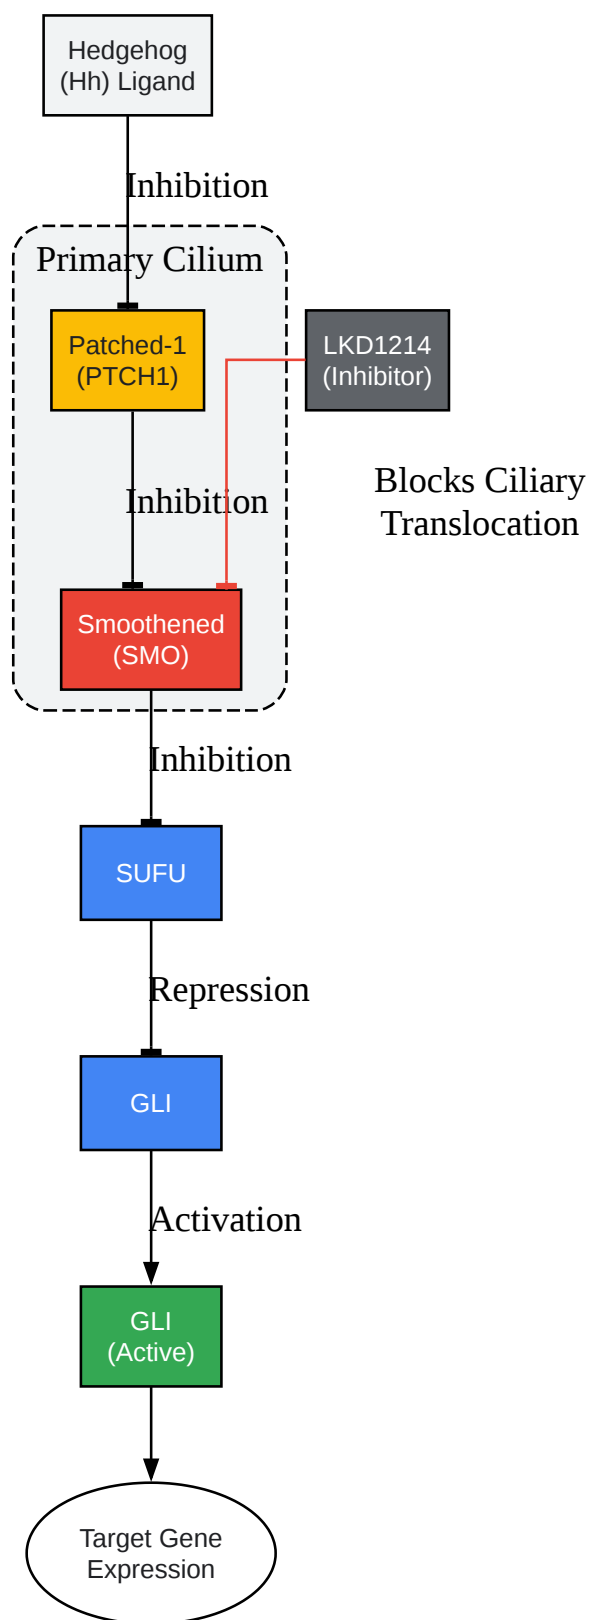 Hedgehog
(Hh) Ligand
Inhibition
Primary Cilium
Patched-1
(PTCH1)
LKD1214
(Inhibitor)
Inhibition
Blocks Ciliary
Translocation
Smoothened
(SMO)
Inhibition
SUFU
Repression
GLI
Activation
GLI
(Active)
Target Gene
Expression